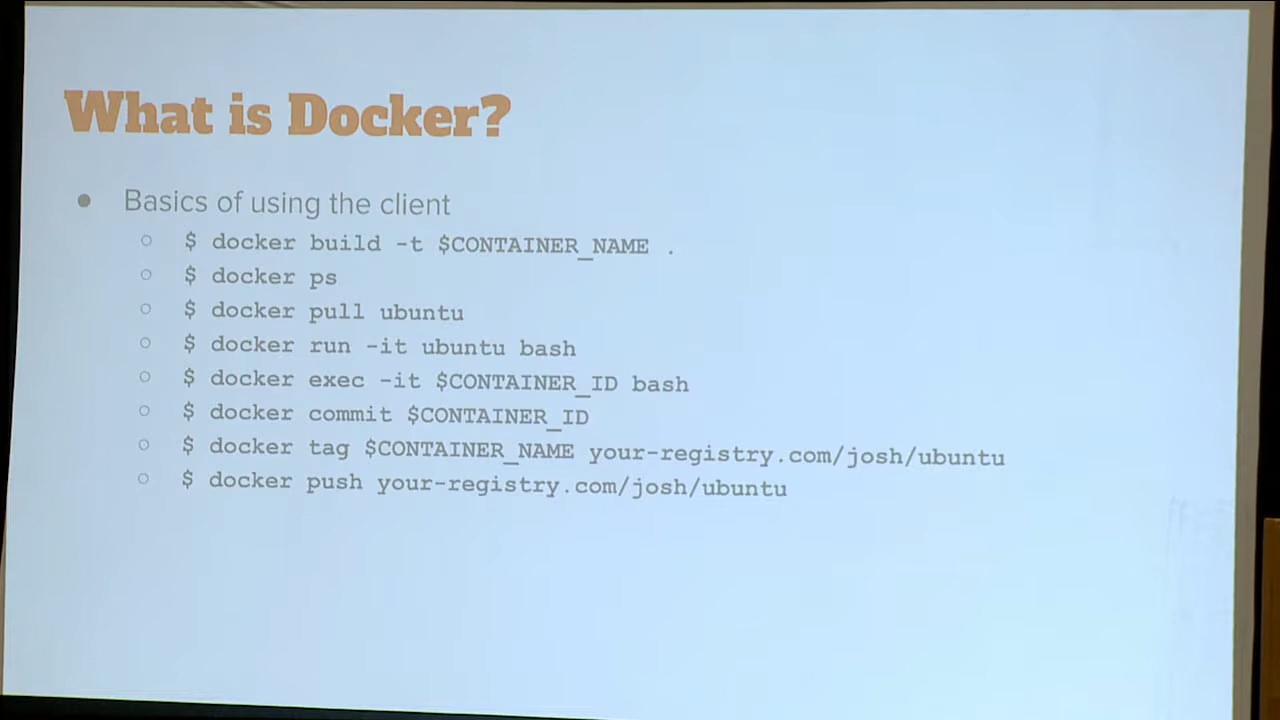 What is Docker?
● Basics of using the client
○ $ docker build -t $CONTAINER_NAME .
○ $ docker ps
○ $ docker pull ubuntu
○ $ docker run -it ubuntu bash
○ $ docker exec -it $CONTAINER_ID bash
○ $ docker commit $CONTAINER_ID
○ $ docker tag $CONTAINER_NAME your-registry.com/josh/ubuntu
○ $ docker push your-registry.com/josh/ubuntu